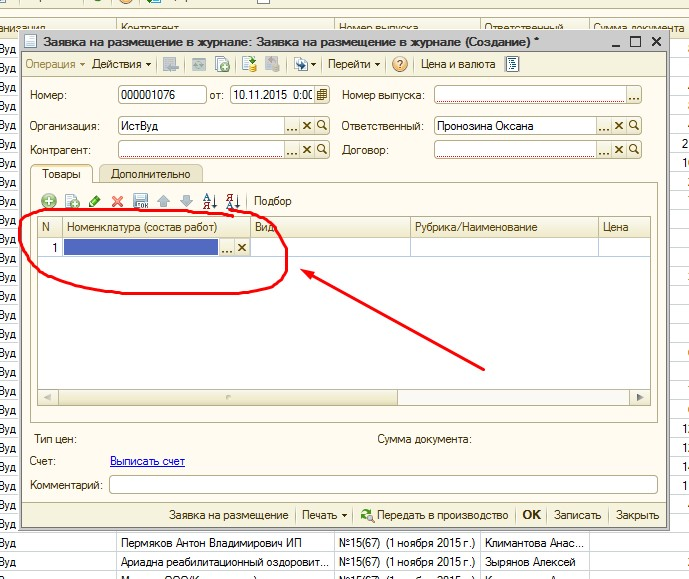 Контрагент Номер выпуска Ответственный Сумма документа
Заявка на размещение в журнале: Заявка на размещение в журнале (Создание) *
Операция Действия Перейти ? Цена и валюта
Номер: 000001076 от: 10.11.2015 0:00 Номер выпуска: ...
Организация: ИстВуд ... Ответственный: Пронозина Оксана ...
Контрагент: ... Договор: ...
Товары Дополнительно
Подбор
N Номенклатура (состав работ) Вид Рубрика/Наименование Цена
1 ...
Тип цен: Сумма документа:
Счет: Выписать счет
Комментарий:
Заявка на размещение Печать Передать в производство OK Записать Закрыть
Вуд Пермяков Антон Владимирович ИП №15(67) (1 ноября 2015 г.) Климантова Анас...
Вуд Ариадна реабилитационный оздоровит... №15(67) (1 ноября 2015 г.) Зырянов Алексей